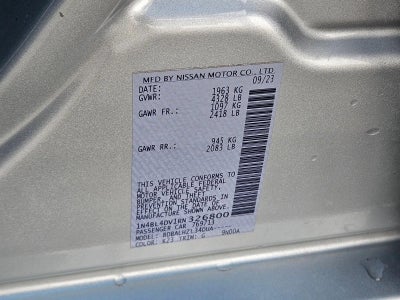 MFD BY NISSAN MOTOR CO., LTD.
DATE: 09/23
GVWR: 1963 KG
4328 LB
GAWR FR.: 1097 KG
2418 LB
GAWR RR.: 945 KG
2083 LB
THIS VEHICLE CONFORMS TO
ALL APPLICABLE FEDERAL
MOTOR VEHICLE SAFETY,
BUMPER, AND THEFT
PREVENTION STANDARDS
IN EFFECT ON THE DATE OF
MANUFACTURE SHOWN ABOVE.
1N4BL4DV1RN326800
PASSENGER CAR
COLOR: K23 TRIM: G